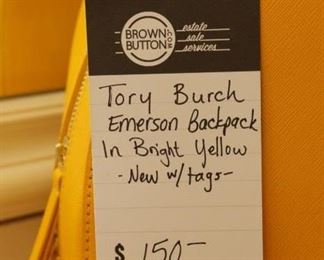 BROWN
BUTTON
.com
estate
sale
services
Tory Burch
Emerson Backpack
In Bright Yellow
- New w/tags -
$ 150-